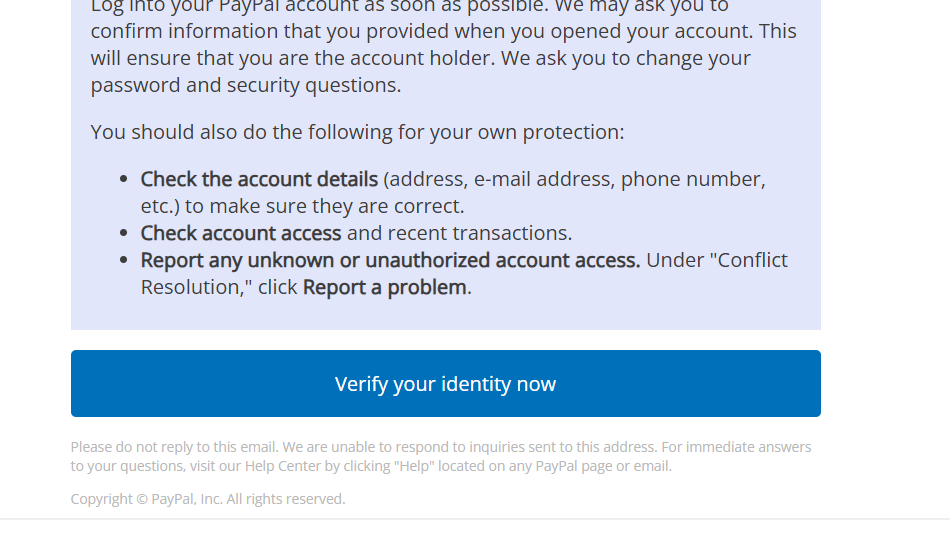 Log into your PayPal account as soon as possible. We may ask you to
confirm information that you provided when you opened your account. This
will ensure that you are the account holder. We ask you to change your
password and security questions.
You should also do the following for your own protection:
• Check the account details (address, e-mail address, phone number,
etc.) to make sure they are correct.
• Check account access and recent transactions.
• Report any unknown or unauthorized account access. Under "Conflict
Resolution," click Report a problem.
Verify your identity now
Please do not reply to this email. We are unable to respond to inquiries sent to this address. For immediate answers
to your questions, visit our Help Center by clicking "Help" located on any PayPal page or email.
Copyright © PayPal, Inc. All rights reserved.